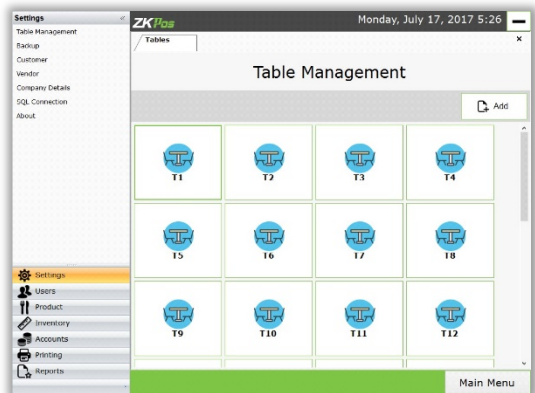 Settings
Table Management
Backup
Customer
Vendor
Company Details
SQL Connection
About
Settings
Users
Product
Inventory
Accounts
Printing
Reports
ZKPos
Monday, July 17, 2017 5:26
Tables
Table Management
Add
T1
T2
T3
T4
T5
T6
T7
T8
T9
T10
T11
T12
Main Menu